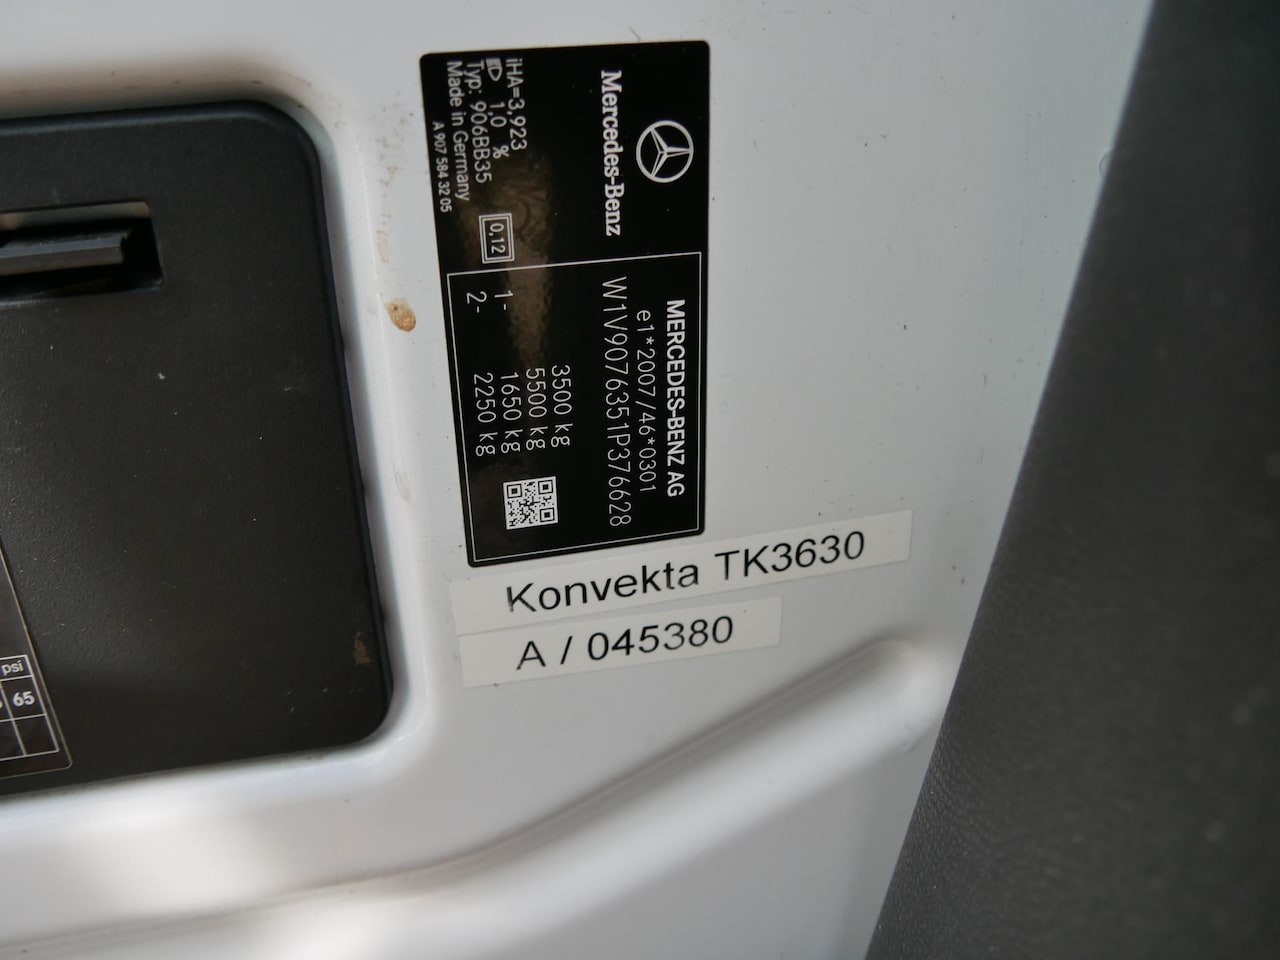 Mercedes-Benz
iHA=3,923
1,0 %
Typ: 906BB35
Made in Germany
A 907 584 32 05
0,12
MERCEDES-BENZ AG
e1*2007/46*0301
W1V9076351P376628
3500 kg
5500 kg
1- 1650 kg
2- 2250 kg
Konvekta TK3630
A / 045380
psi
65